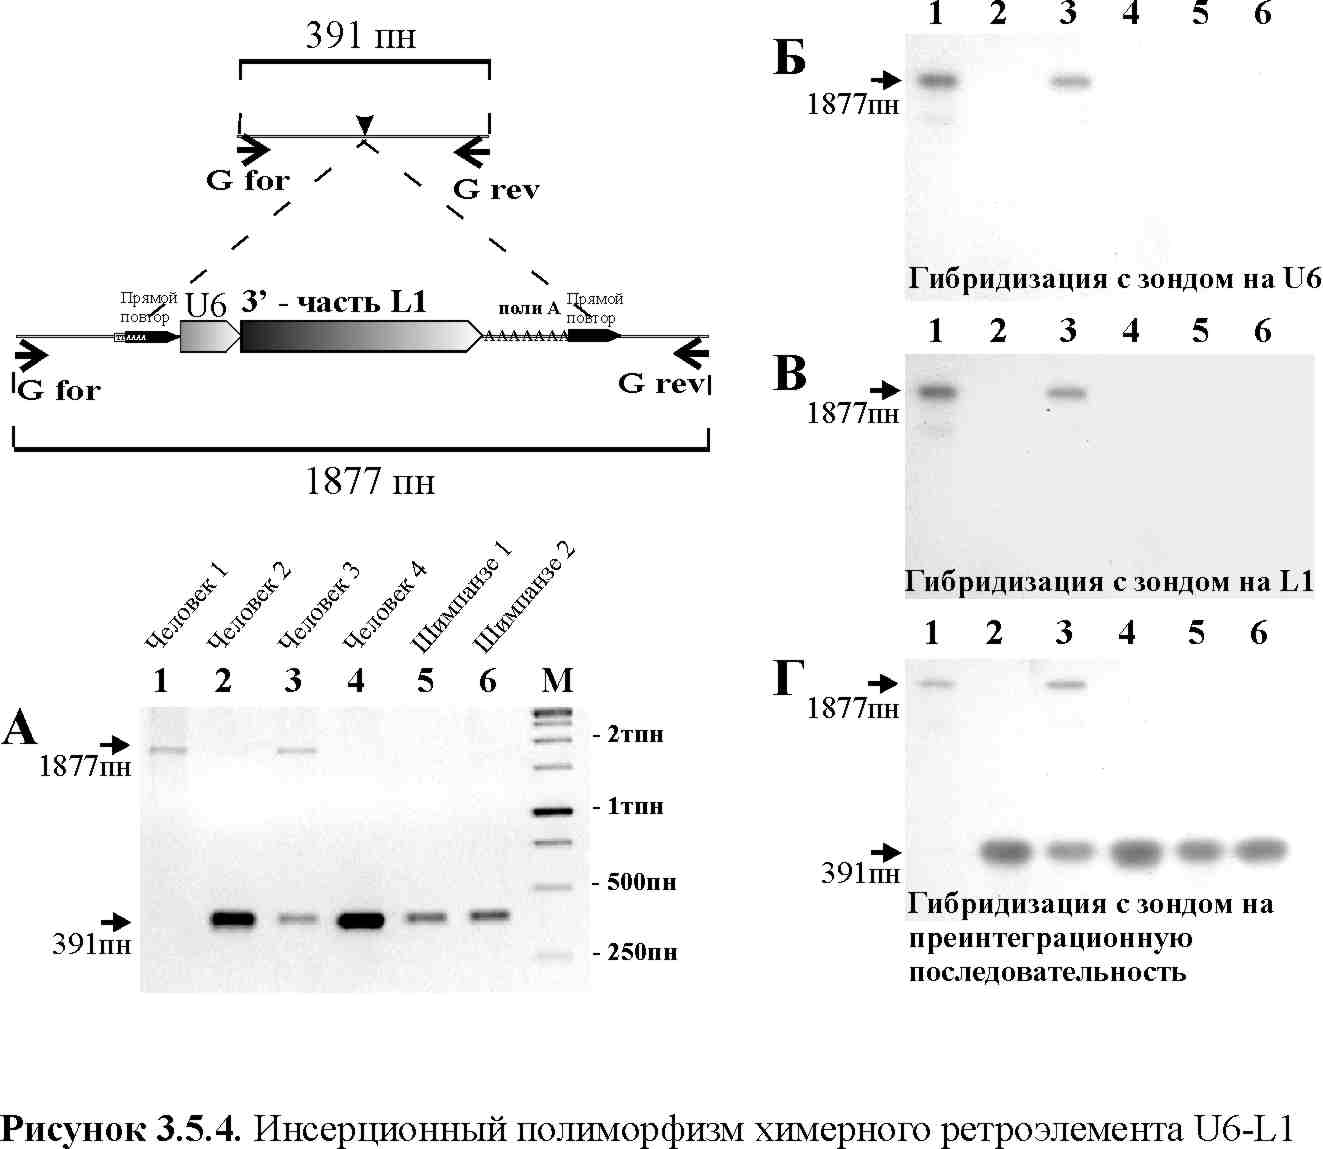 391 пн
G for
G rev
Прямой повтор
U6
3’ - часть L1
поли А
Прямой повтор
AAAAAAA
G for
G rev
1877 пн
Человек 1
Человек 2
Человек 3
Человек 4
Шимпанзе 1
Шимпанзе 2
1 2 3 4 5 6 М
А
1877пн
391пн
- 2тпн
- 1тпн
- 500пн
- 250пн
1 2 3 4 5 6
Б
1877пн
Гибридизация с зондом на U6
1 2 3 4 5 6
В
1877пн
Гибридизация с зондом на L1
1 2 3 4 5 6
Г
1877пн
391пн
Гибридизация с зондом на
преинтеграционную
последовательность
Рисунок 3.5.4. Инсерционный полиморфизм химерного ретроэлемента U6-L1